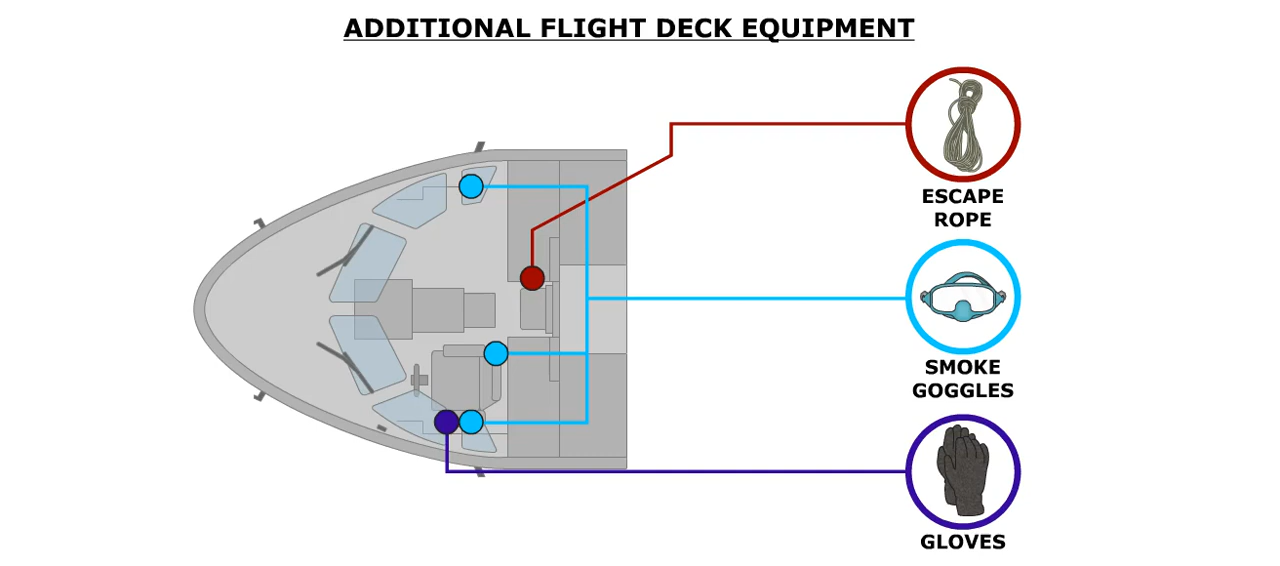 ADDITIONAL FLIGHT DECK EQUIPMENT
ESCAPE
ROPE
SMOKE
GOGGLES
GLOVES